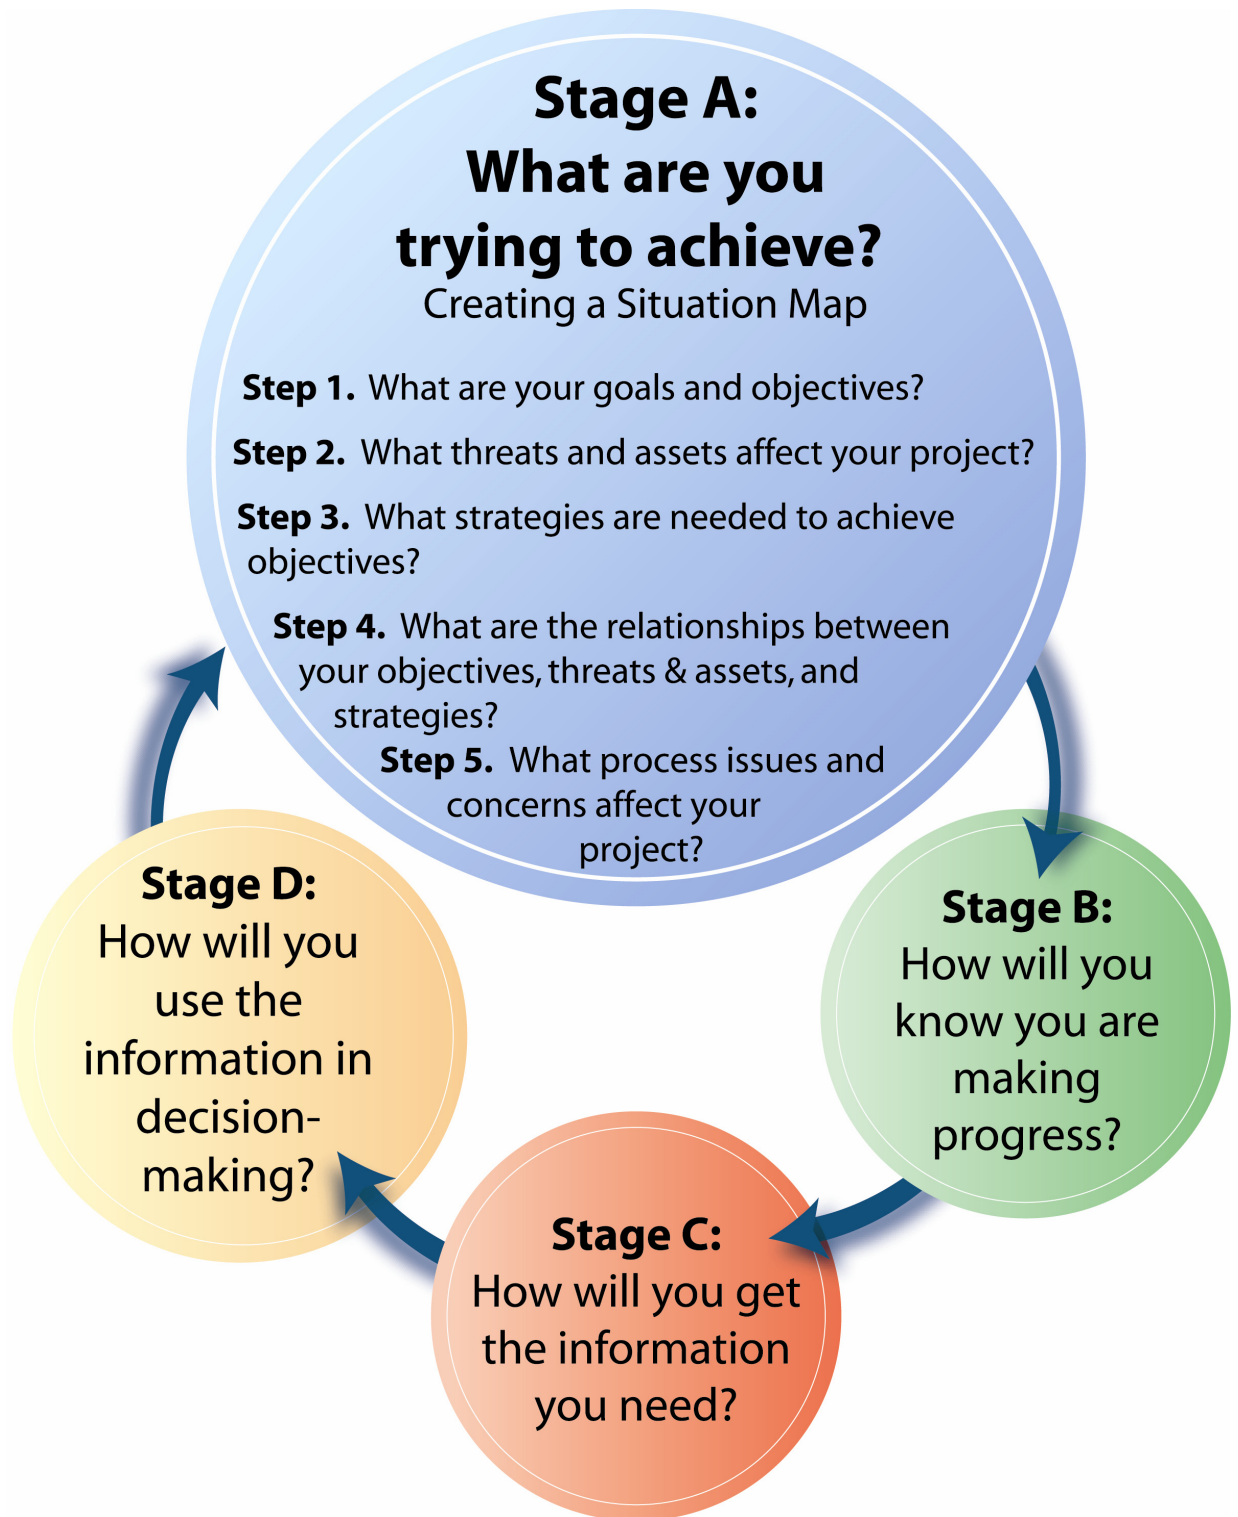 Stage A:
What are you
trying to achieve?
Creating a Situation Map
Step 1. What are your goals and objectives?
Step 2. What threats and assets affect your project?
Step 3. What strategies are needed to achieve
objectives?
Step 4. What are the relationships between
your objectives, threats & assets, and
strategies?
Step 5. What process issues and
concerns affect your
project?
Stage B:
How will you
know you are
making
progress?
Stage C:
How will you get
the information
you need?
Stage D:
How will you
use the
information in
decision-
making?